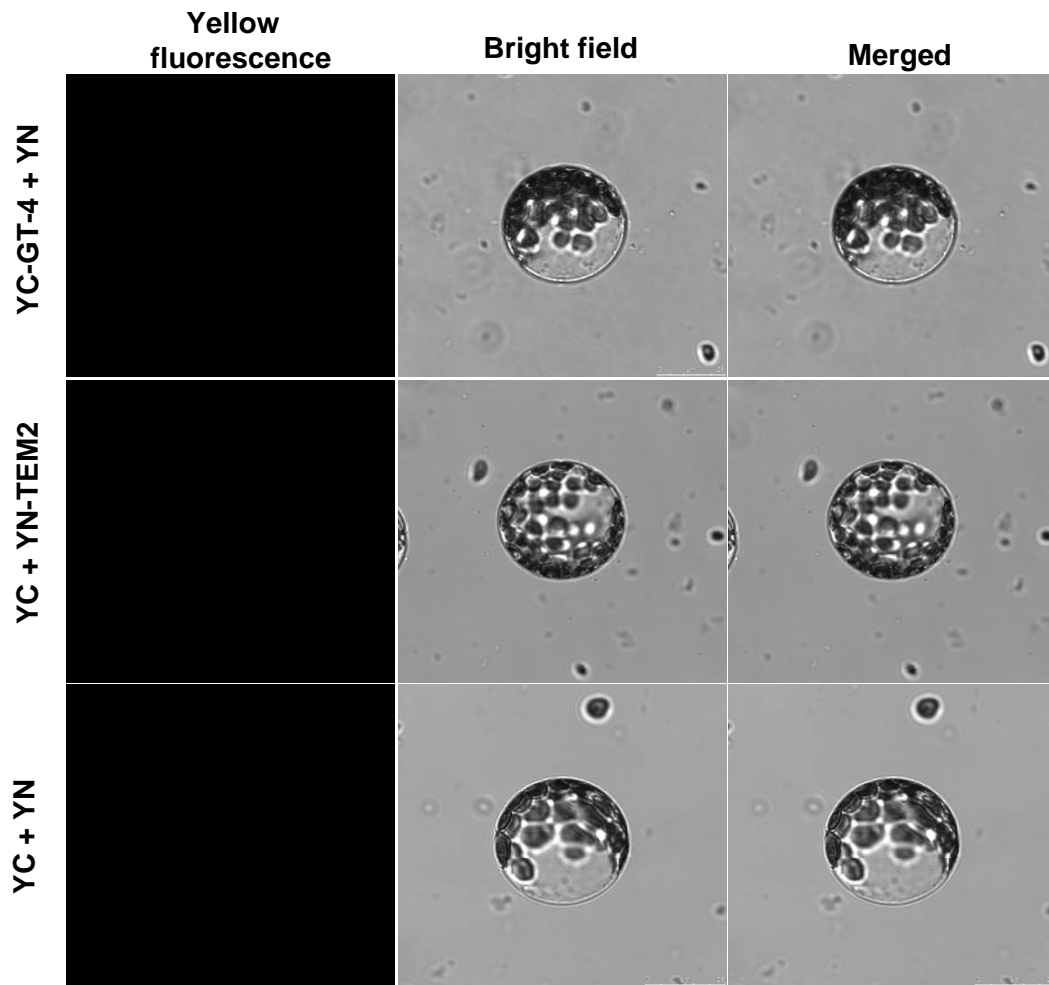 Yellow
fluorescence
Bright field
Merged
YC-GT-4 + YN
YC + YN-TEM2
YC + YN